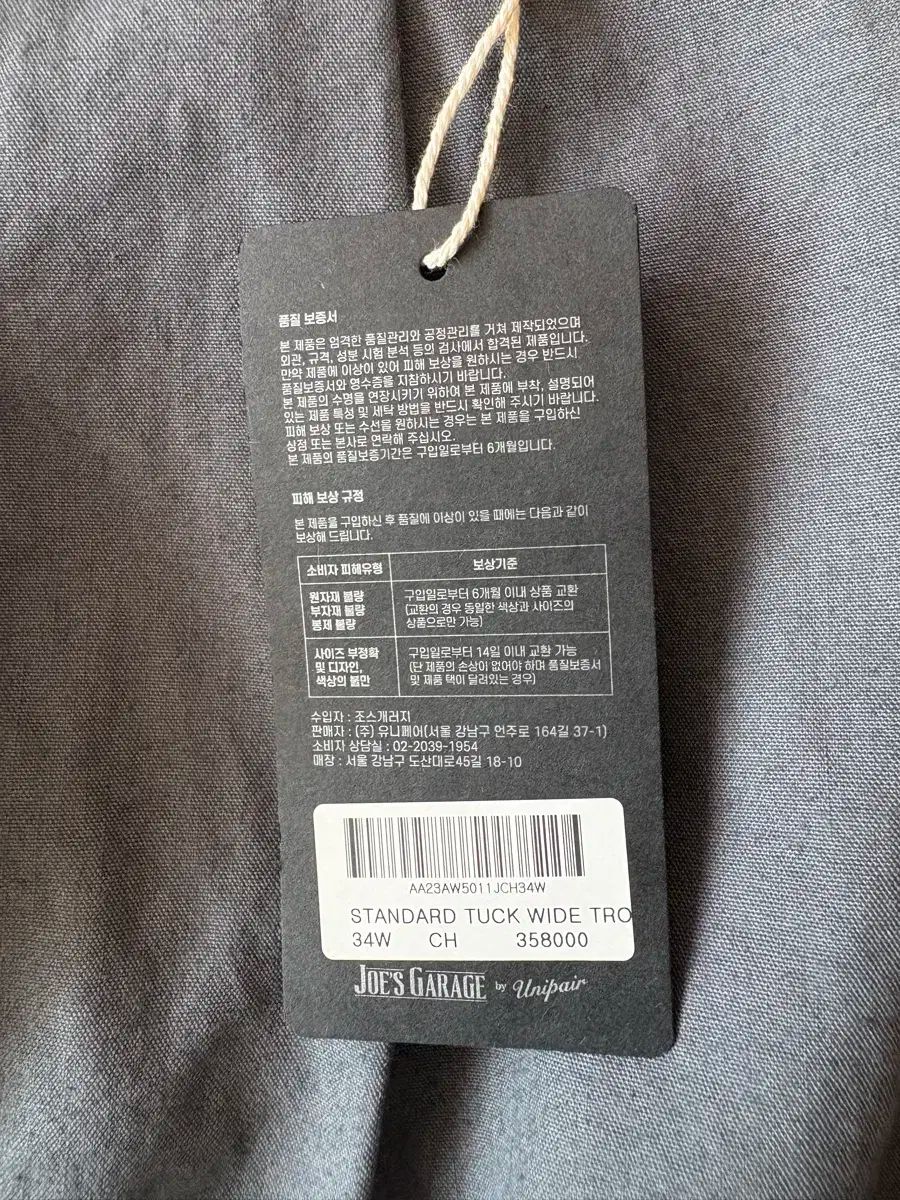 품질 보증서
본 제품은 엄격한 품질관리와 공정관리를 거쳐 제작되었으며
외관, 규격, 성분 시험 분석 등의 검사에서 합격된 제품입니다.
만약 제품에 이상이 있어 피해 보상을 원하시는 경우 반드시
품질보증서와 영수증을 지참하시기 바랍니다.
본 제품의 수명을 연장시키기 위하여 본 제품에 부착, 설명되어
있는 제품 특성 및 세탁 방법을 반드시 확인해 주시기 바랍니다.
피해 보상 또는 수선을 원하시는 경우는 본 제품을 구입하신
상점 또는 본사로 연락해 주십시오.
본 제품의 품질보증기간은 구입일로부터 6개월입니다.
피해 보상 규정
본 제품을 구입하신 후 품질에 이상이 있을 때에는 다음과 같이
보상해 드립니다.
소비자 피해유형 보상기준
원자재 불량 구입일로부터 6개월 이내 상품 교환
부자재 불량 (교환의 경우 동일한 색상과 사이즈의
봉제 불량 상품으로만 가능)
사이즈 부정확 구입일로부터 14일 이내 교환 가능
및 디자인, (단 제품의 손상이 없어야 하며 품질보증서
색상의 불만 및 제품 택이 달려있는 경우)
수입자 : 조스개러지
판매자 : (주) 유니페어(서울 강남구 언주로 164길 37-1)
소비자 상담실 : 02-2039-1954
매장 : 서울 강남구 도산대로45길 18-10
AA23AW5011JCH34W
STANDARD TUCK WIDE TRO
34W CH 358000
JOE'S GARAGE by Unipair